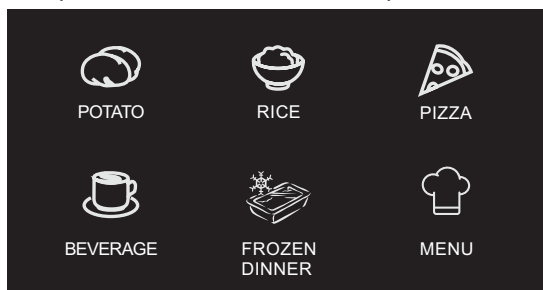 POTATO
RICE
PIZZA
BEVERAGE
FROZEN
DINNER
MENU